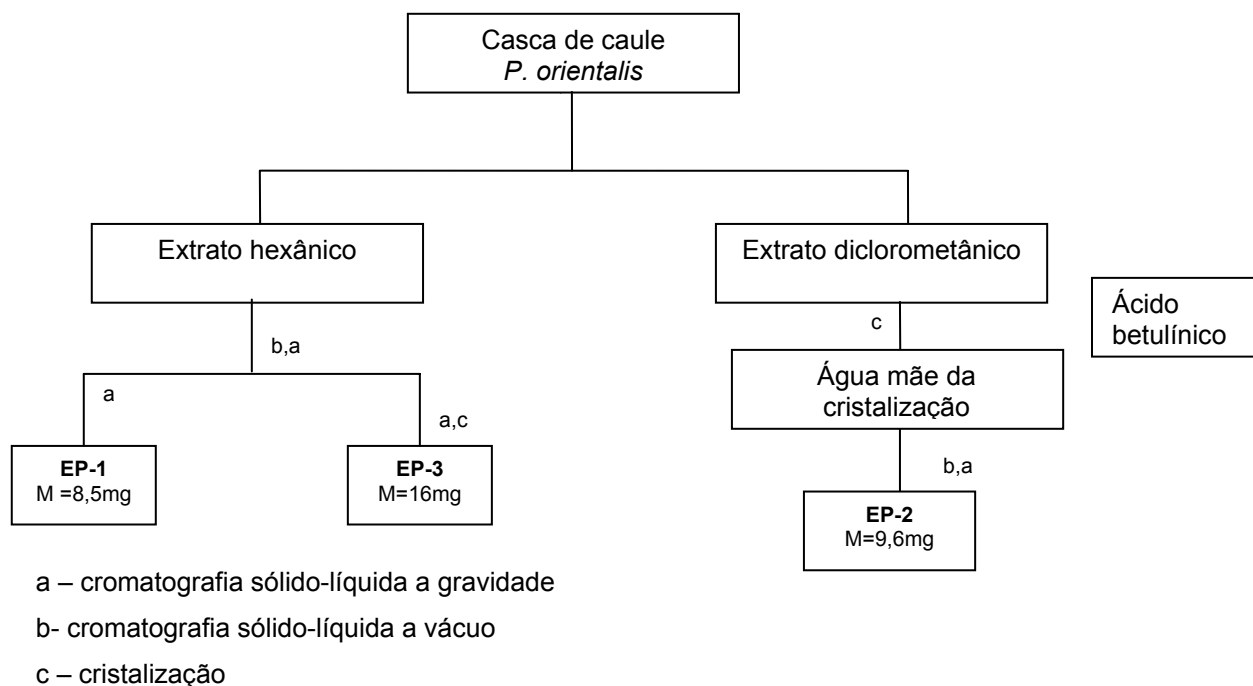 Casca de caule
P. orientalis
Extrato hexânico
Extrato diclorometânico
Ácido
betulínico
c
b,a
Água mãe da
cristalização
a
a,c
EP-1
M =8,5mg
EP-3
M=16mg
b,a
EP-2
M=9,6mg
a – cromatografia sólido-líquida a gravidade
b- cromatografia sólido-líquida a vácuo
c – cristalização